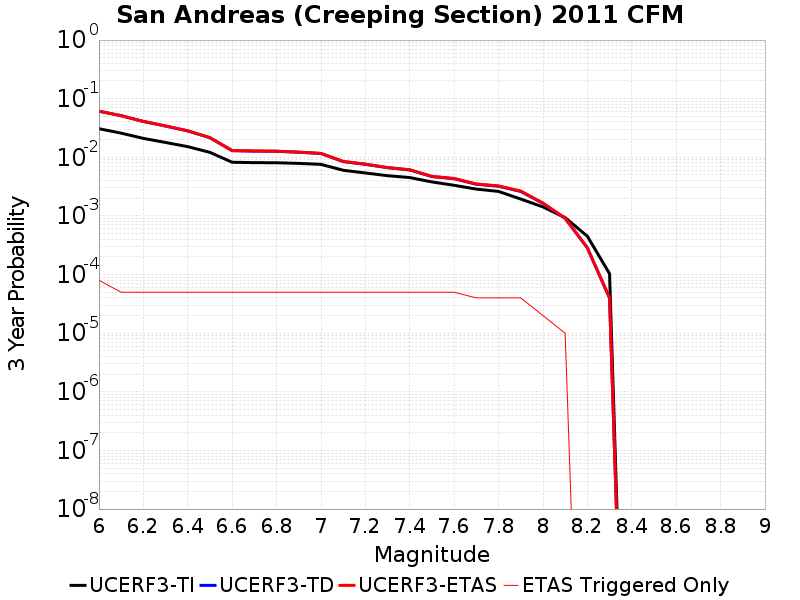 San Andreas (Creeping Section) 2011 CFM
3 Year Probability
10^0
10^-1
10^-2
10^-3
10^-4
10^-5
10^-6
10^-7
10^-8
6 6.2 6.4 6.6 6.8 7 7.2 7.4 7.6 7.8 8 8.2 8.4 8.6 8.8 9
Magnitude
UCERF3-TI UCERF3-TD UCERF3-ETAS ETAS Triggered Only